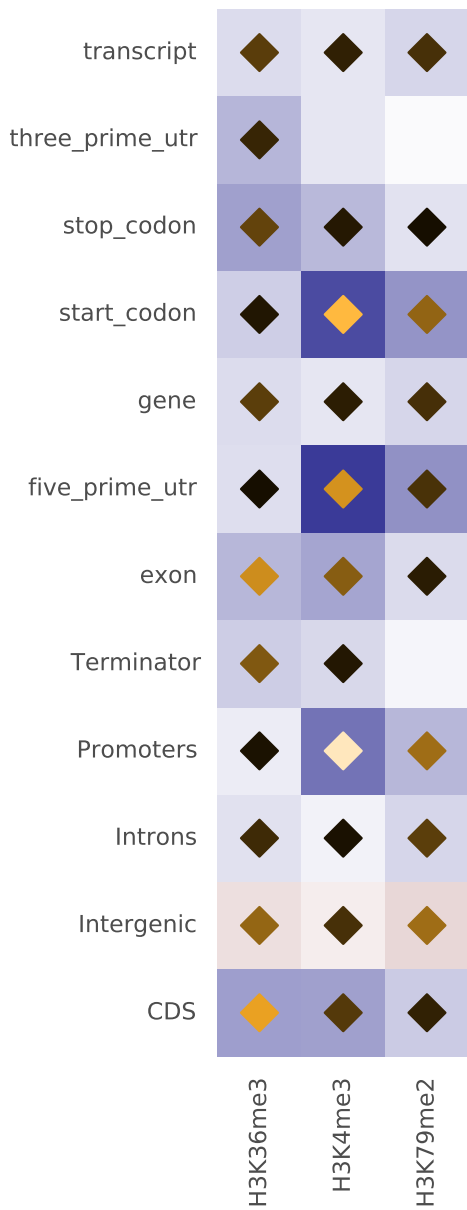 transcript
three_prime_utr
stop_codon
start_codon
gene
five_prime_utr
exon
Terminator
Promoters
Introns
Intergenic
CDS
H3K36me3
H3K4me3
H3K79me2